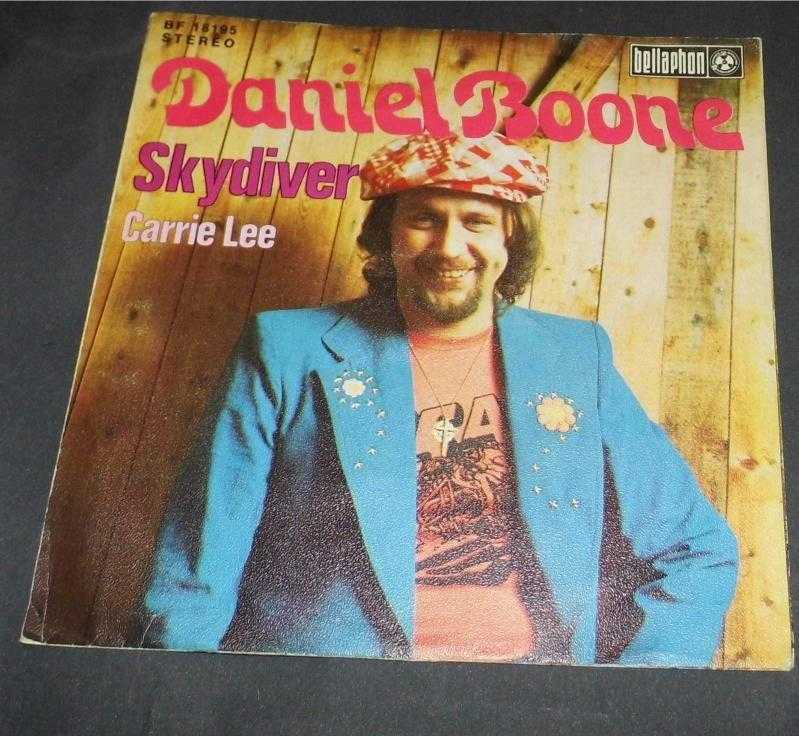 BF 18195
STEREO
bellaphon
Daniel Boone
Skydiver
Carrie Lee